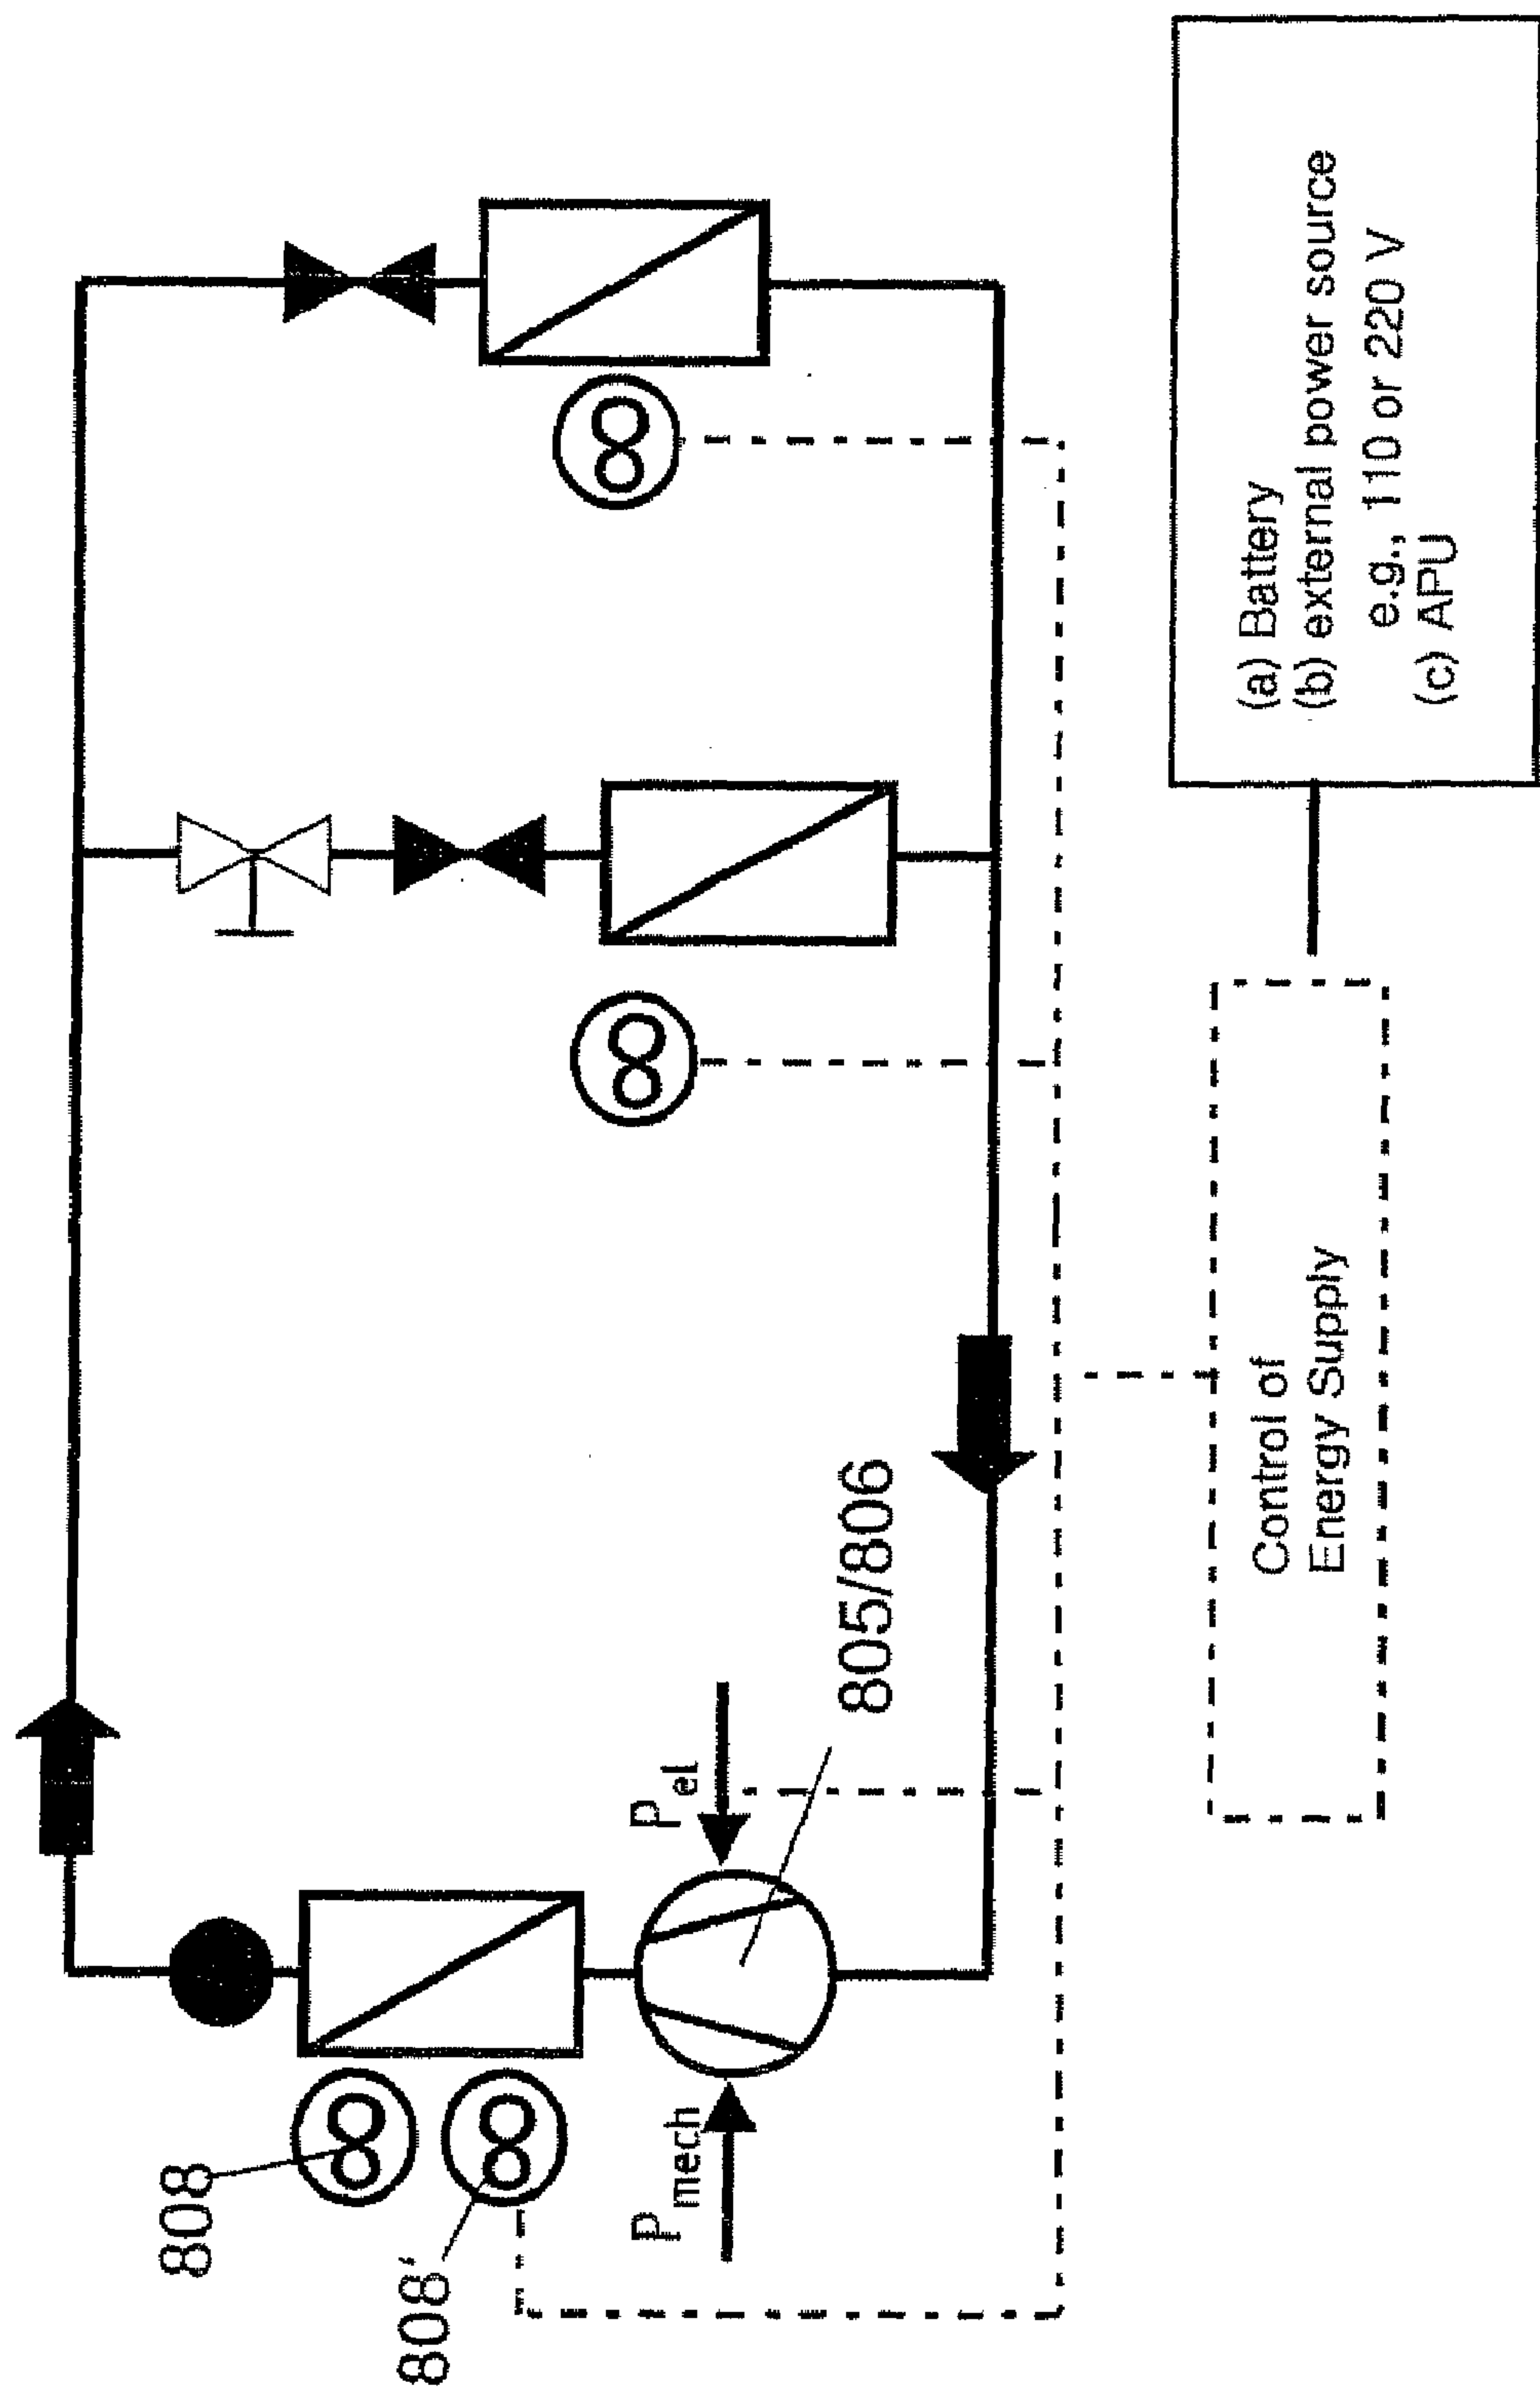 808
808'
P mech
P el
805/806
Control of
Energy Supply
(a) Battery
(b) external power source
e.g., 110 or 220 V
(c) APU